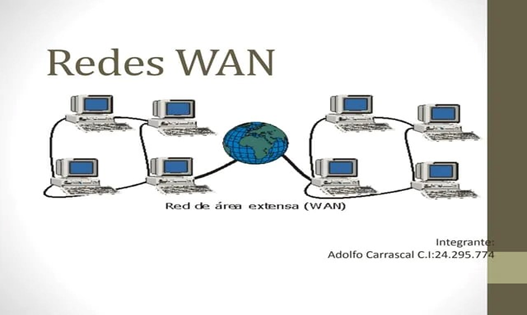 Redes WAN
Red de área extensa (WAN)
Integrante:
Adolfo Carrascal C.I:24.295.774